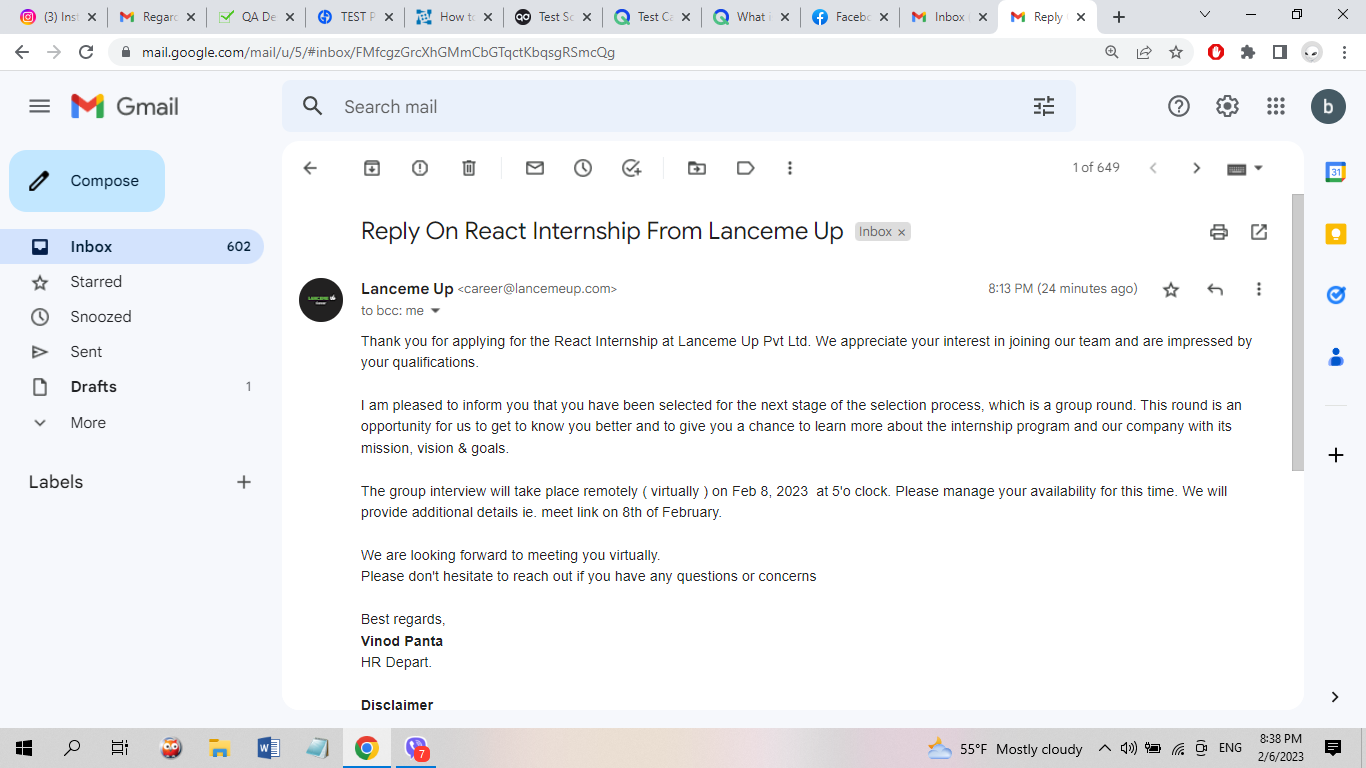 (3) Inst
Regard
QA De
TEST P
How to
Test Sc
Test Ca
What i
Facebo
Inbox
Reply
mail.google.com/mail/u/5/#inbox/FMfcgzGrcXhGMmCbGTqctKbqsgRSmcQg
Gmail
Search mail
b
Compose
1 of 649
31
Inbox 602
Starred
Snoozed
Sent
Drafts 1
More
Labels
Reply On React Internship From Lanceme Up Inbox x
Lanceme Up <career@lancemeup.com> 8:13 PM (24 minutes ago)
to bcc: me
Thank you for applying for the React Internship at Lanceme Up Pvt Ltd. We appreciate your interest in joining our team and are impressed by
your qualifications.
I am pleased to inform you that you have been selected for the next stage of the selection process, which is a group round. This round is an
opportunity for us to get to know you better and to give you a chance to learn more about the internship program and our company with its
mission, vision & goals.
The group interview will take place remotely ( virtually ) on Feb 8, 2023  at 5'o clock. Please manage your availability for this time. We will
provide additional details ie. meet link on 8th of February.
We are looking forward to meeting you virtually.
Please don't hesitate to reach out if you have any questions or concerns
Best regards,
Vinod Panta
HR Depart.
Disclaimer
7
55°F Mostly cloudy
ENG
8:38 PM
2/6/2023